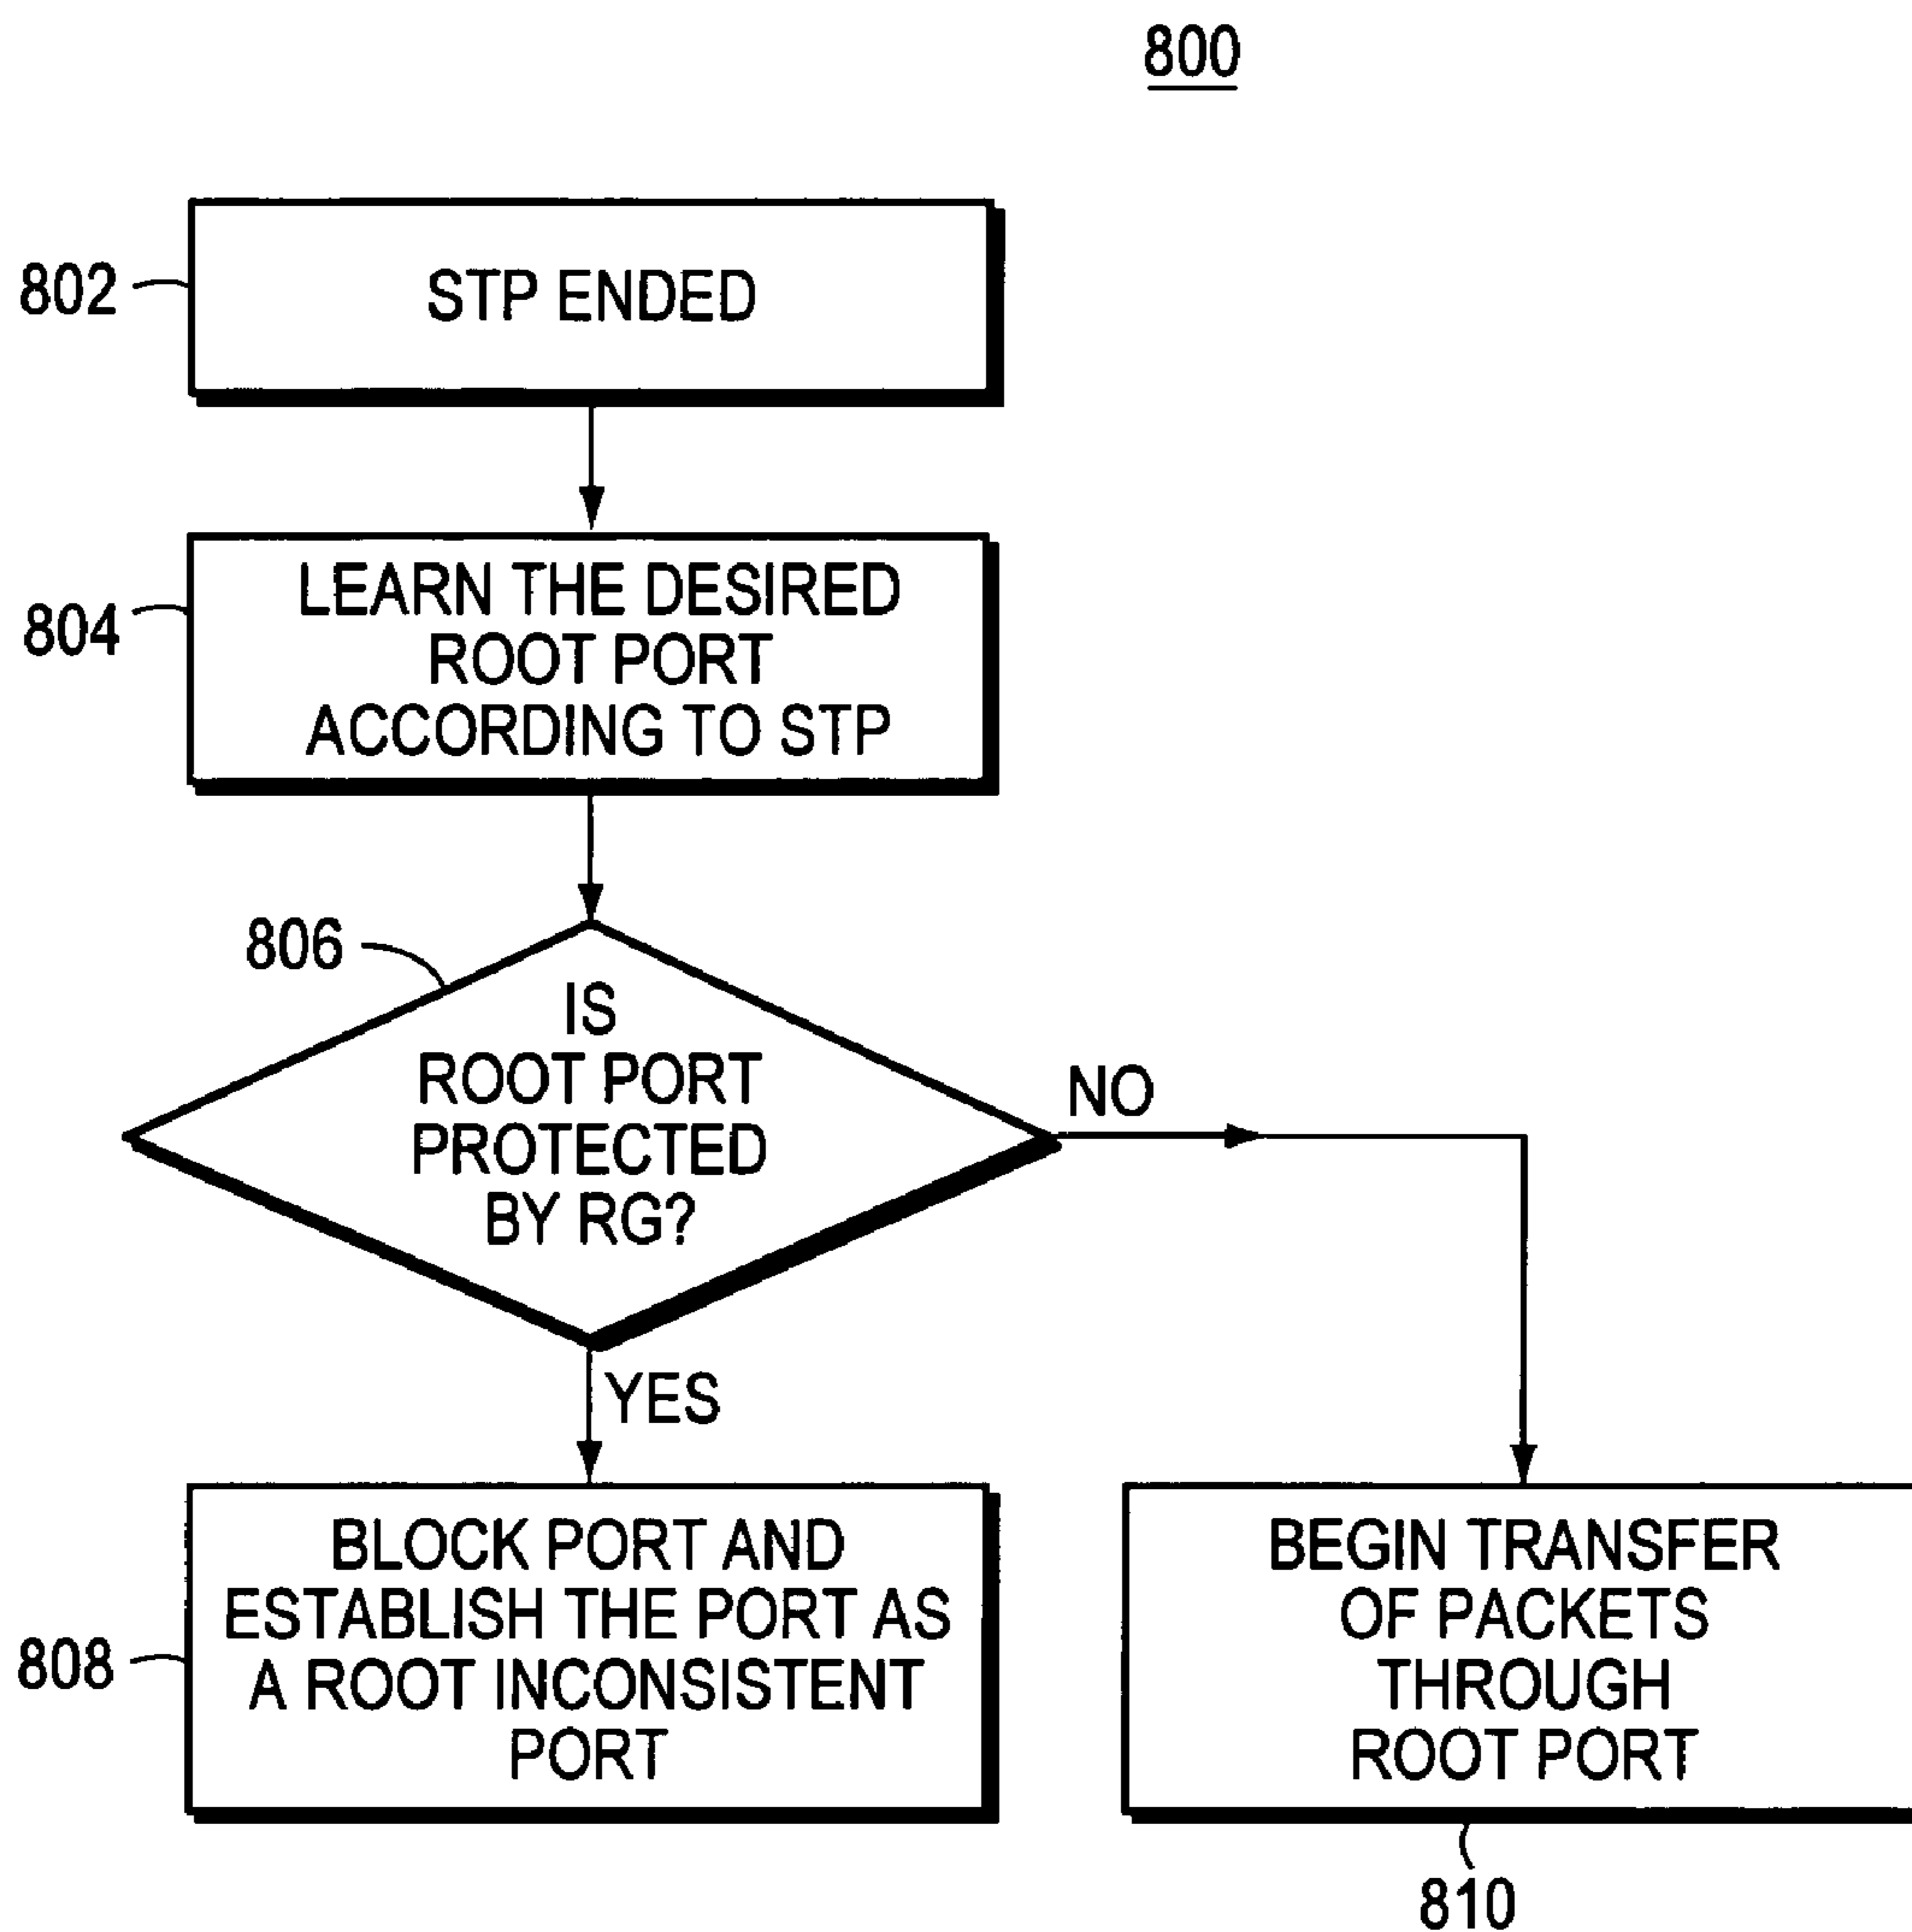 800
802
STP ENDED
804
LEARN THE DESIRED
ROOT PORT
ACCORDING TO STP
806
IS
ROOT PORT
PROTECTED
BY RG?
NO
YES
808
BLOCK PORT AND
ESTABLISH THE PORT AS
A ROOT INCONSISTENT
PORT
BEGIN TRANSFER
OF PACKETS
THROUGH
ROOT PORT
810